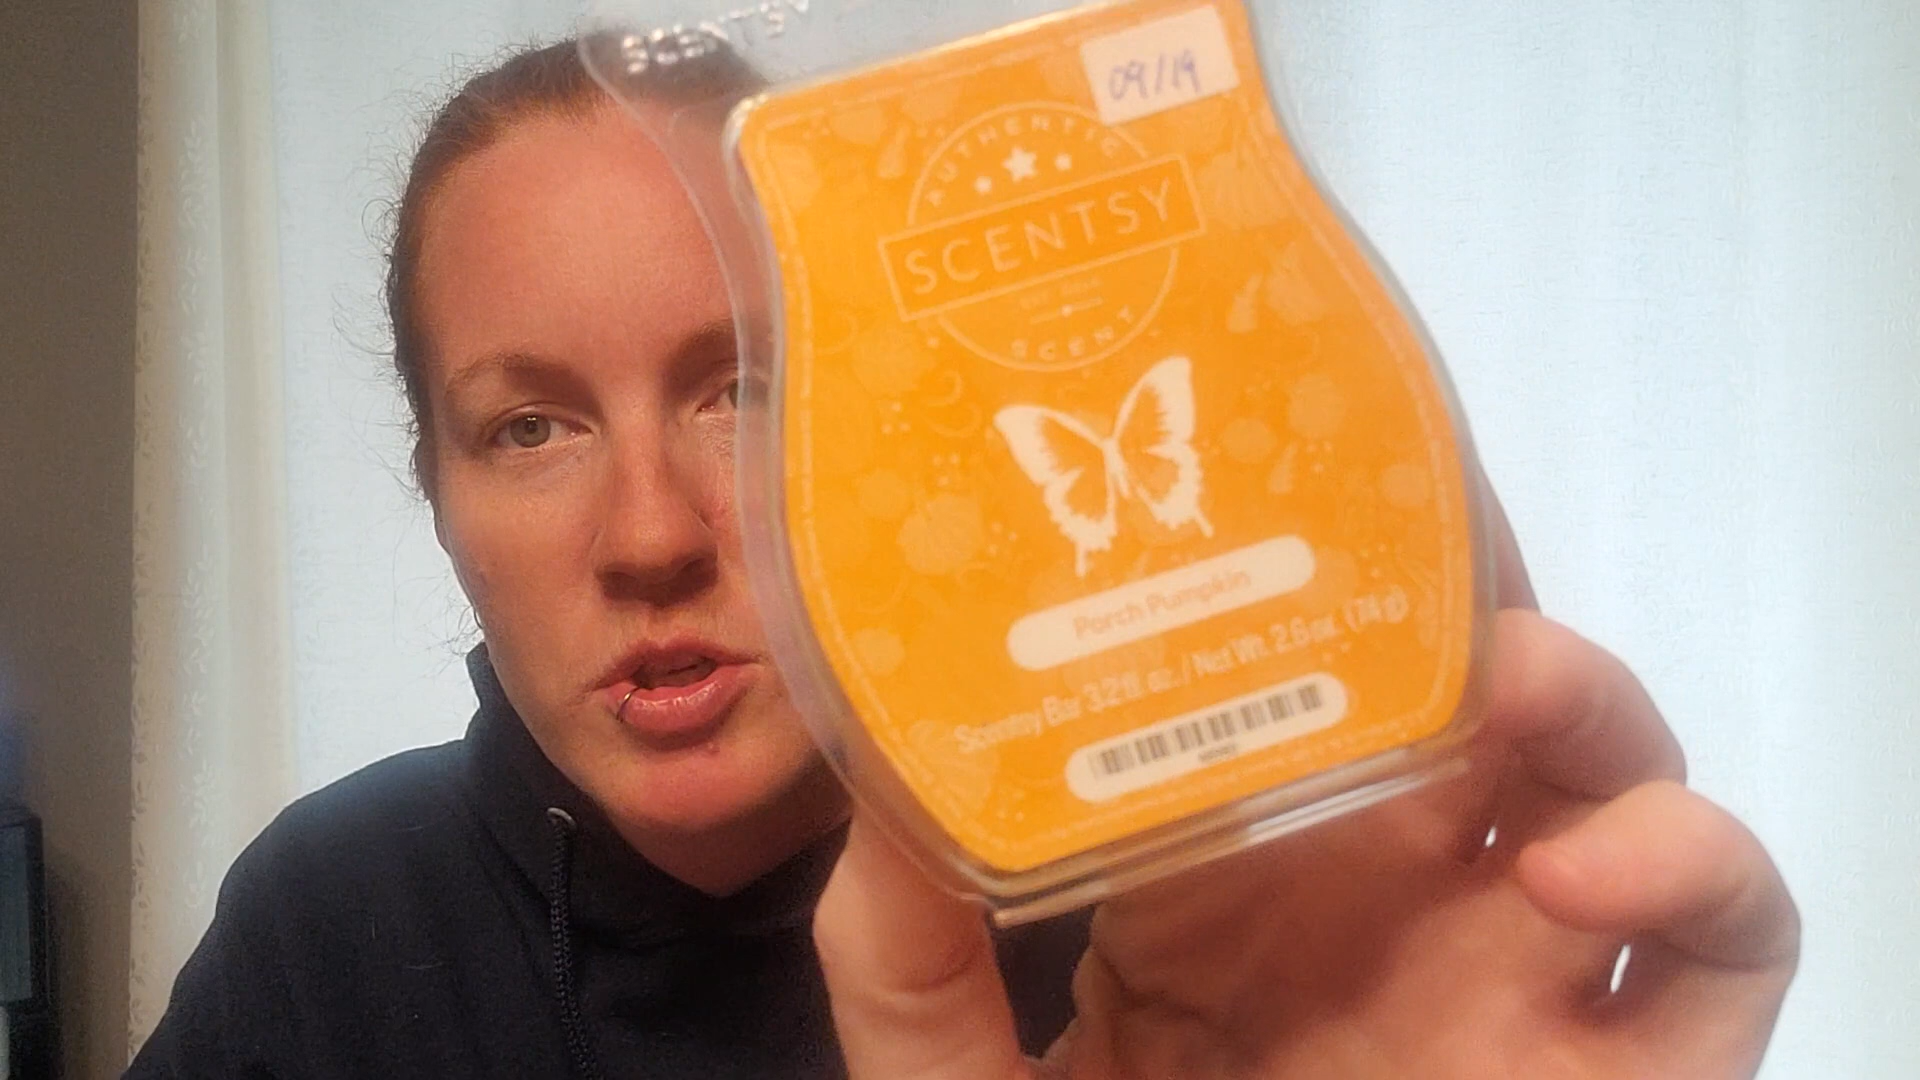 SCENTSY
09/19
AUTHENTIC
SCENTSY
SCENT
Porch Pumpkin
Scentsy Bar 3.2 fl. oz. / Net Wt. 2.6 oz. (74 g)